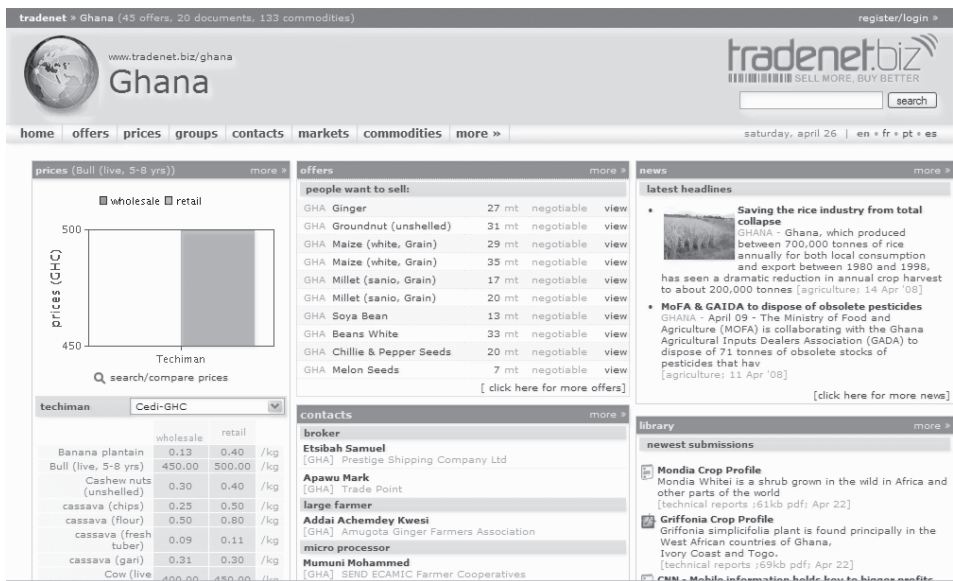 tradenet » Ghana (45 offers, 20 documents, 133 commodities)
register/login »
www.tradenet.biz/ghana
Ghana
tradenet.biz
SELL MORE, BUY BETTER
search
home offers prices groups contacts markets commodities more »
saturday, april 26 | en • fr • pt • es
prices (Bull (live, 5-8 yrs)) more »
wholesale retail
500
prices (GHC)
450
Techiman
search/compare prices
techiman Cedi-GHC
wholesale retail
Banana plantain 0.13 0.40 /kg
Bull (live, 5-8 yrs) 450.00 500.00 /kg
Cashew nuts
(unshelled) 0.30 0.40 /kg
cassava (chips) 0.25 0.50 /kg
cassava (flour) 0.50 0.80 /kg
cassava (fresh
tuber) 0.09 0.11 /kg
cassava (gari) 0.31 0.30 /kg
Cow (live
400.00 450.00 /kg
offers more »
people want to sell:
GHA Ginger 27 mt negotiable view
GHA Groundnut (unshelled) 31 mt negotiable view
GHA Maize (white, Grain) 29 mt negotiable view
GHA Maize (white, Grain) 35 mt negotiable view
GHA Millet (sanio, Grain) 17 mt negotiable view
GHA Millet (sanio, Grain) 20 mt negotiable view
GHA Soya Bean 13 mt negotiable view
GHA Beans White 33 mt negotiable view
GHA Chillie & Pepper Seeds 20 mt negotiable view
GHA Melon Seeds 7 mt negotiable view
[ click here for more offers]
contacts more »
broker
Etsibah Samuel
[GHA] Prestige Shipping Company Ltd
Apawu Mark
[GHA] Trade Point
large farmer
Addai Achemdey Kwesi
[GHA] Amugota Ginger Farmers Association
micro processor
Mumuni Mohammed
[GHA] SEND ECAMIC Farmer Cooperatives
news more »
latest headlines
• Saving the rice industry from total
collapse
GHANA - Ghana, which produced
between 700,000 tonnes of rice
annually for both local consumption
and export between 1980 and 1998,
has seen a dramatic reduction in annual crop harvest
to about 200,000 tonnes [agriculture; 14 Apr '08]
• MoFA & GAIDA to dispose of obsolete pesticides
GHANA - April 09 - The Ministry of Food and
Agriculture (MOFA) is collaborating with the Ghana
Agricultural Inputs Dealers Association (GADA) to
dispose of 71 tonnes of obsolete stocks of
pesticides that hav
[agriculture; 11 Apr '08]
[click here for more news]
library more »
newest submissions
Mondia Crop Profile
Mondia Whitei is a shrub grown in the wild in Africa and
other parts of the world
[technical reports ;61kb pdf; Apr 22]
Griffonia Crop Profile
Griffonia simplicifolia plant is found principally in the
West African countries of Ghana,
Ivory Coast and Togo.
[technical reports ;69kb pdf; Apr 22]
CNN - Mobile information holds key to bigger profits